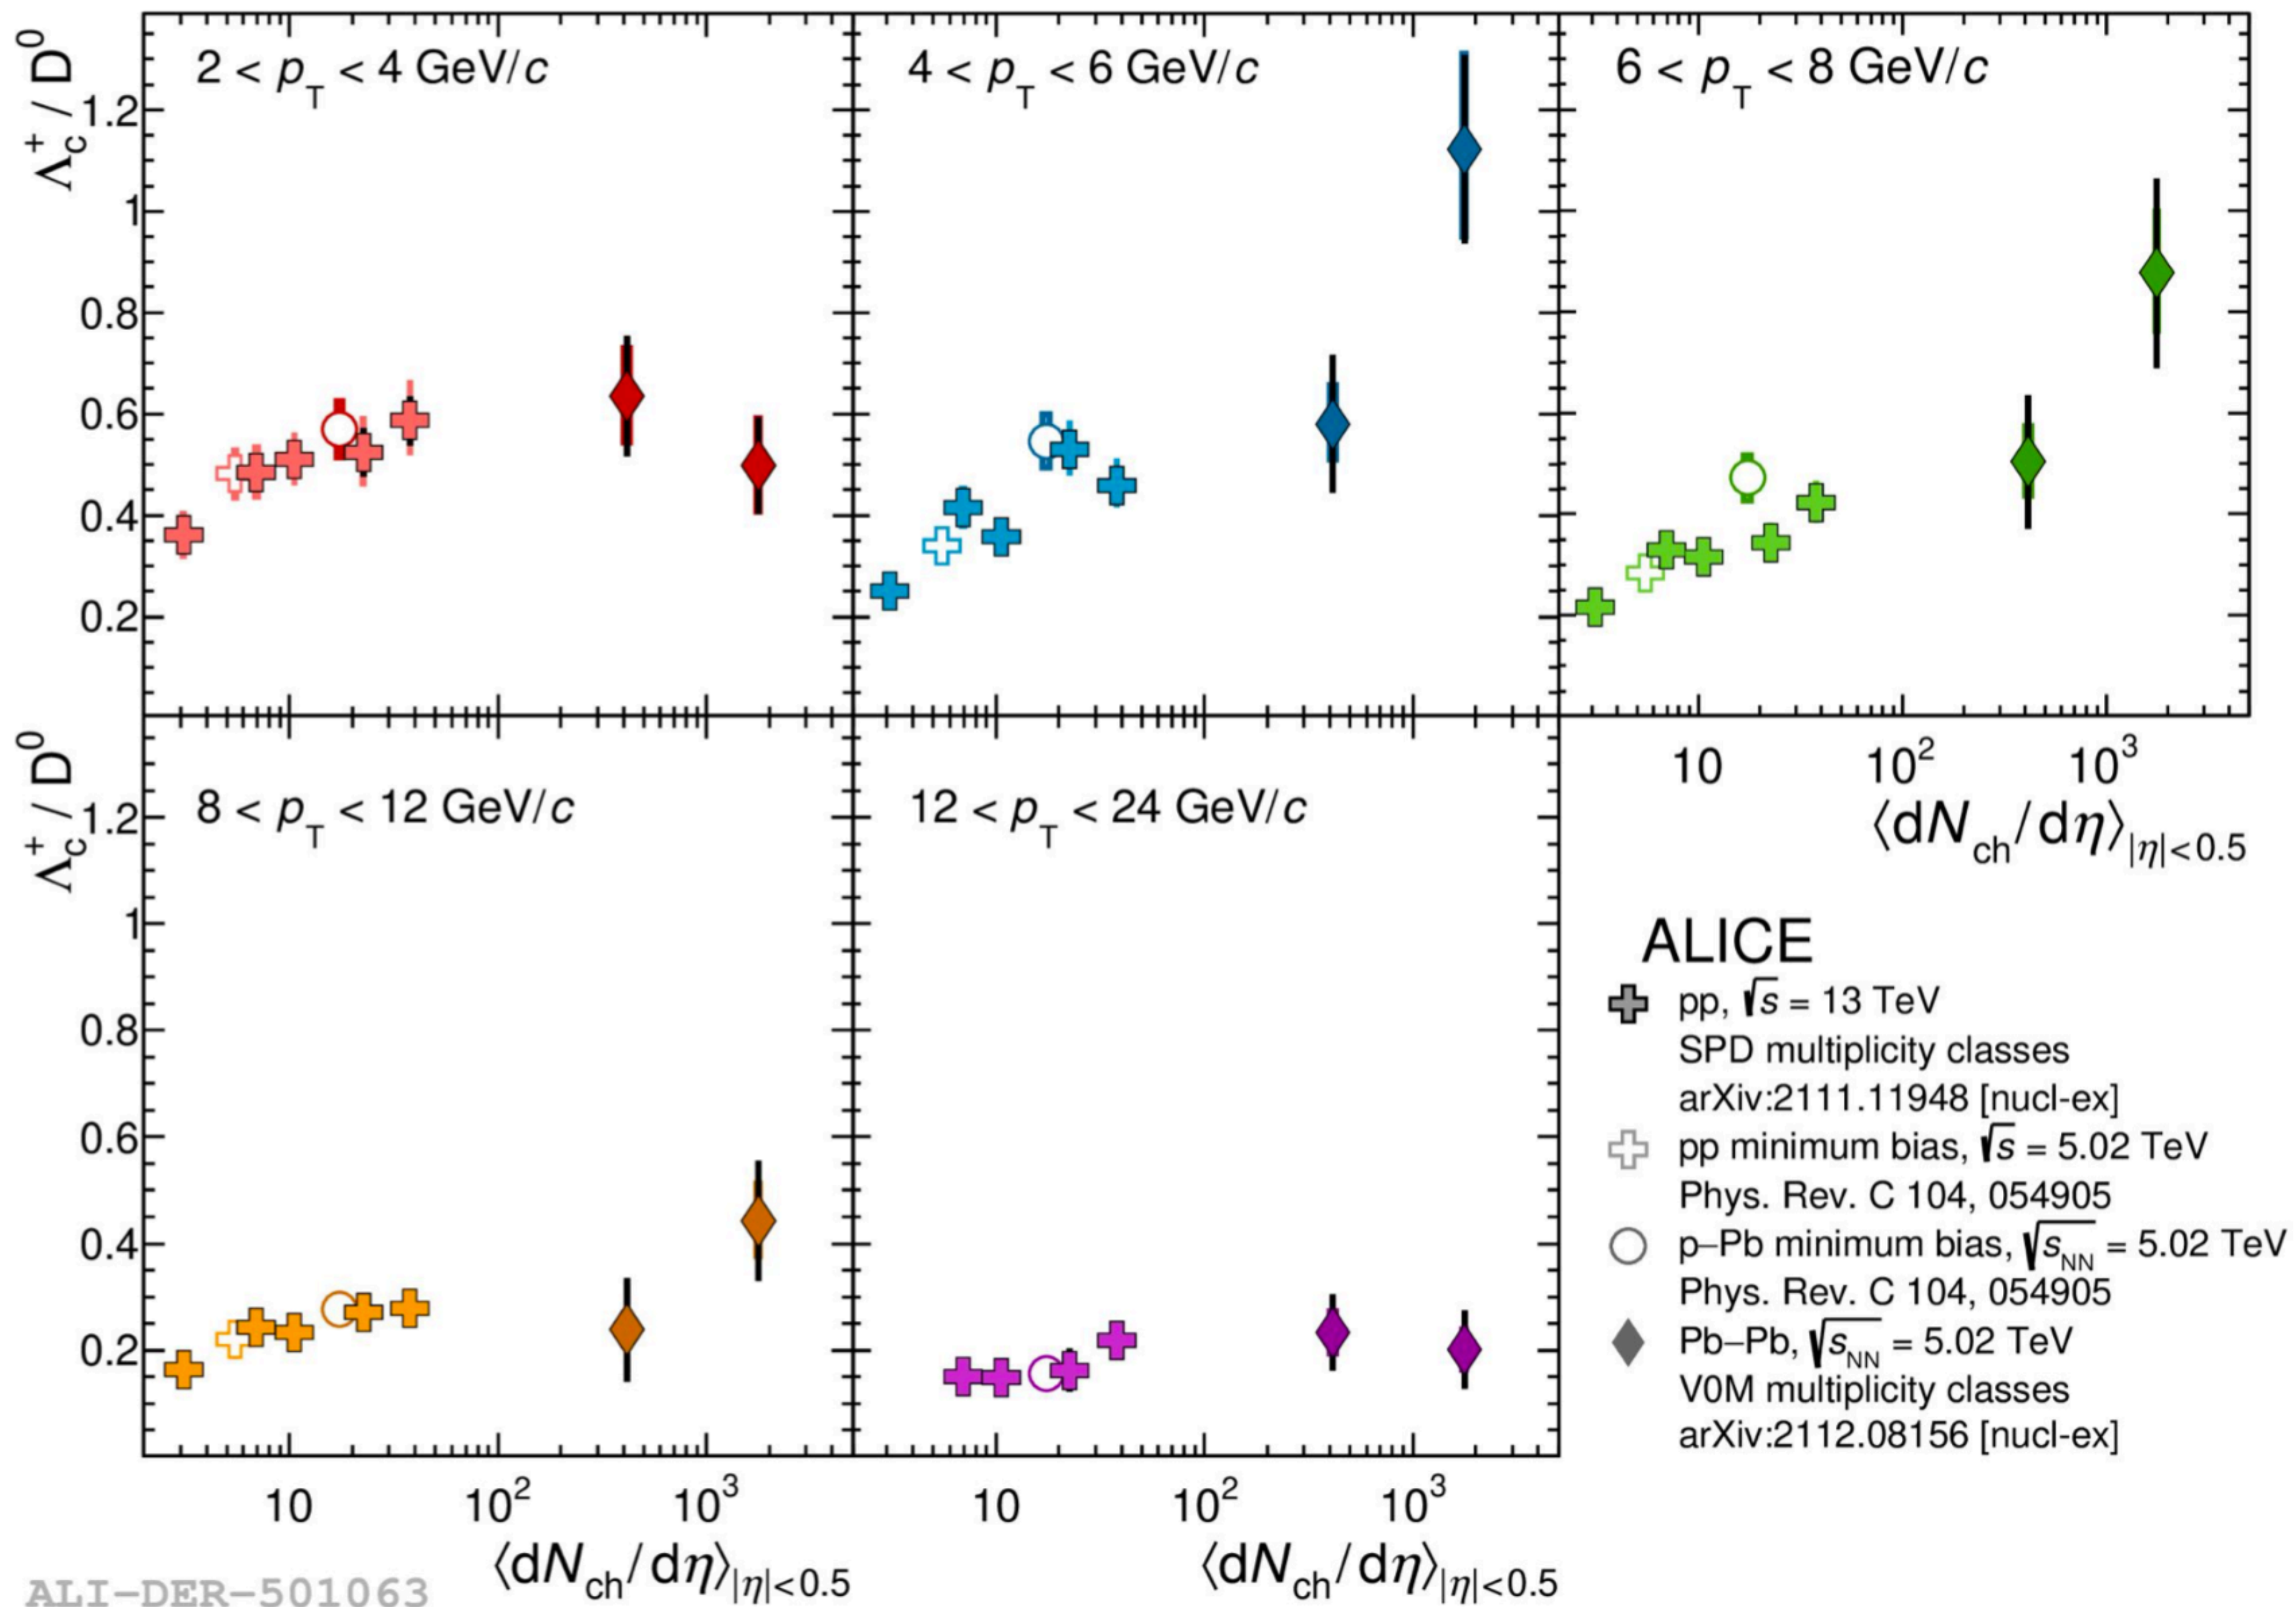 Λc+ / D0
2 < pT < 4 GeV/c
4 < pT < 6 GeV/c
6 < pT < 8 GeV/c
1.2
1
0.8
0.6
0.4
0.2
10 10² 10³
⟨dNch/dη⟩|η|<0.5
Λc+ / D0
8 < pT < 12 GeV/c
12 < pT < 24 GeV/c
1.2
1
0.8
0.6
0.4
0.2
10 10² 10³
10 10² 10³
⟨dNch/dη⟩|η|<0.5
⟨dNch/dη⟩|η|<0.5
ALICE
pp, √s = 13 TeV
SPD multiplicity classes
arXiv:2111.11948 [nucl-ex]
pp minimum bias, √s = 5.02 TeV
Phys. Rev. C 104, 054905
p–Pb minimum bias, √sNN = 5.02 TeV
Phys. Rev. C 104, 054905
Pb–Pb, √sNN = 5.02 TeV
V0M multiplicity classes
arXiv:2112.08156 [nucl-ex]
ALI-DER-501063